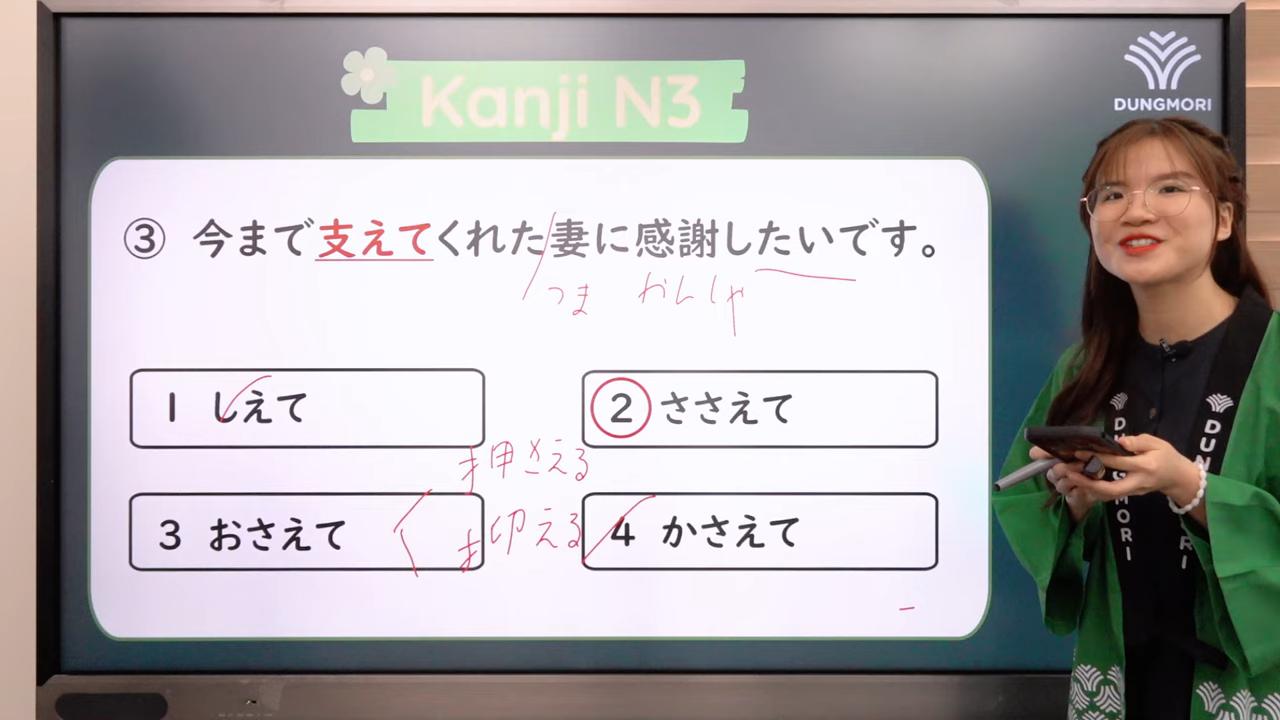 DUNGMORI
Kanji N3
③ 今まで支えてくれた妻に感謝したいです。
つま かんしゃ
1 しえて
2 ささえて
押さえる
3 おさえて
抑える
4 かさえて
DUNGMORI